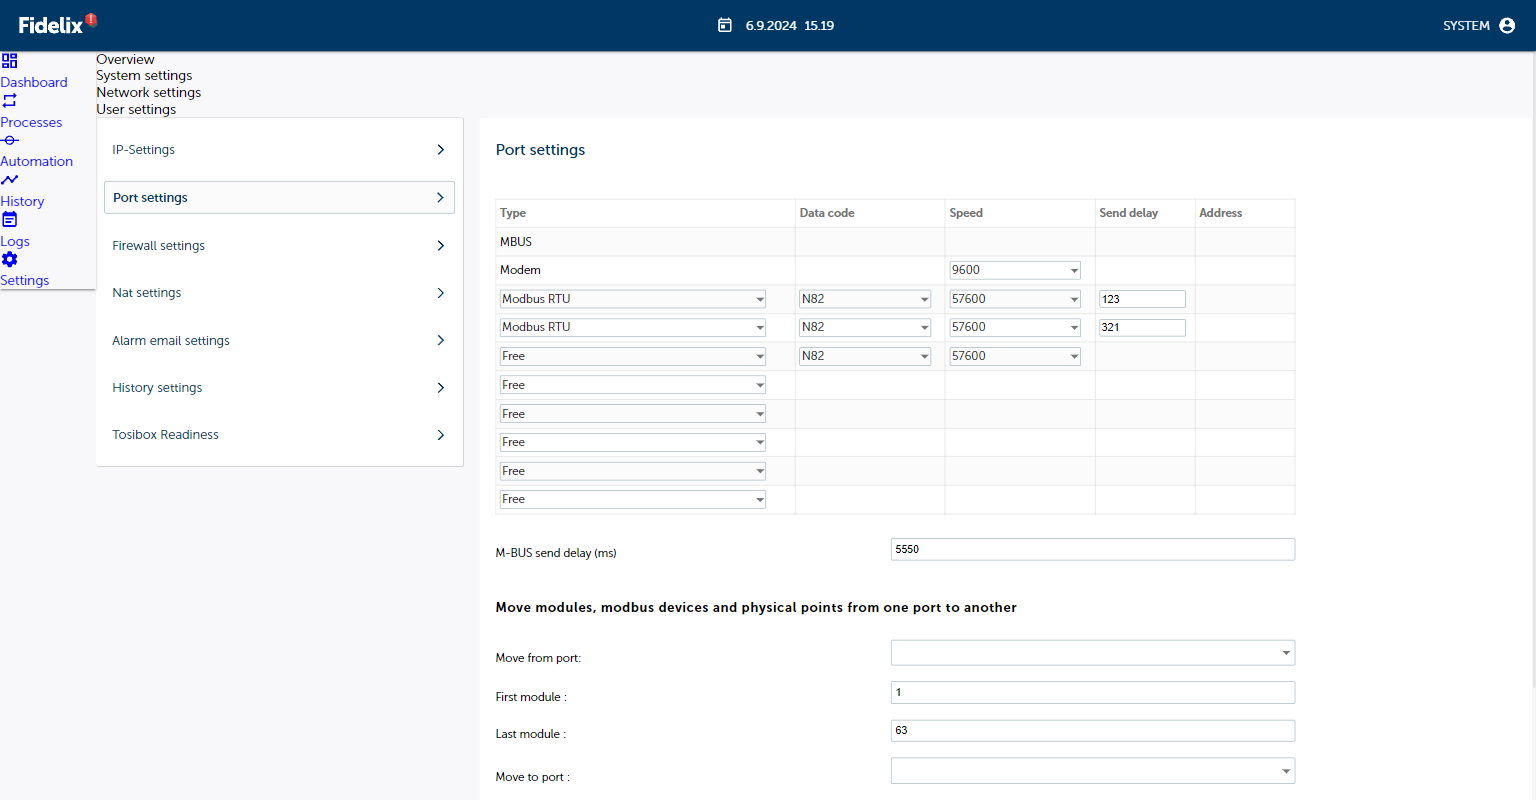 Fidelix
6.9.2024 15.19
SYSTEM
Dashboard
Processes
Automation
History
Logs
Settings
Overview
System settings
Network settings
User settings
IP-Settings
Port settings
Firewall settings
Nat settings
Alarm email settings
History settings
Tosibox Readiness
Port settings
Type Data code Speed Send delay Address
MBUS
Modem 9600
Modbus RTU N82 57600 123
Modbus RTU N82 57600 321
Free N82 57600
Free
Free
Free
Free
Free
M-BUS send delay (ms) 5550
Move modules, modbus devices and physical points from one port to another
Move from port:
First module : 1
Last module : 63
Move to port :